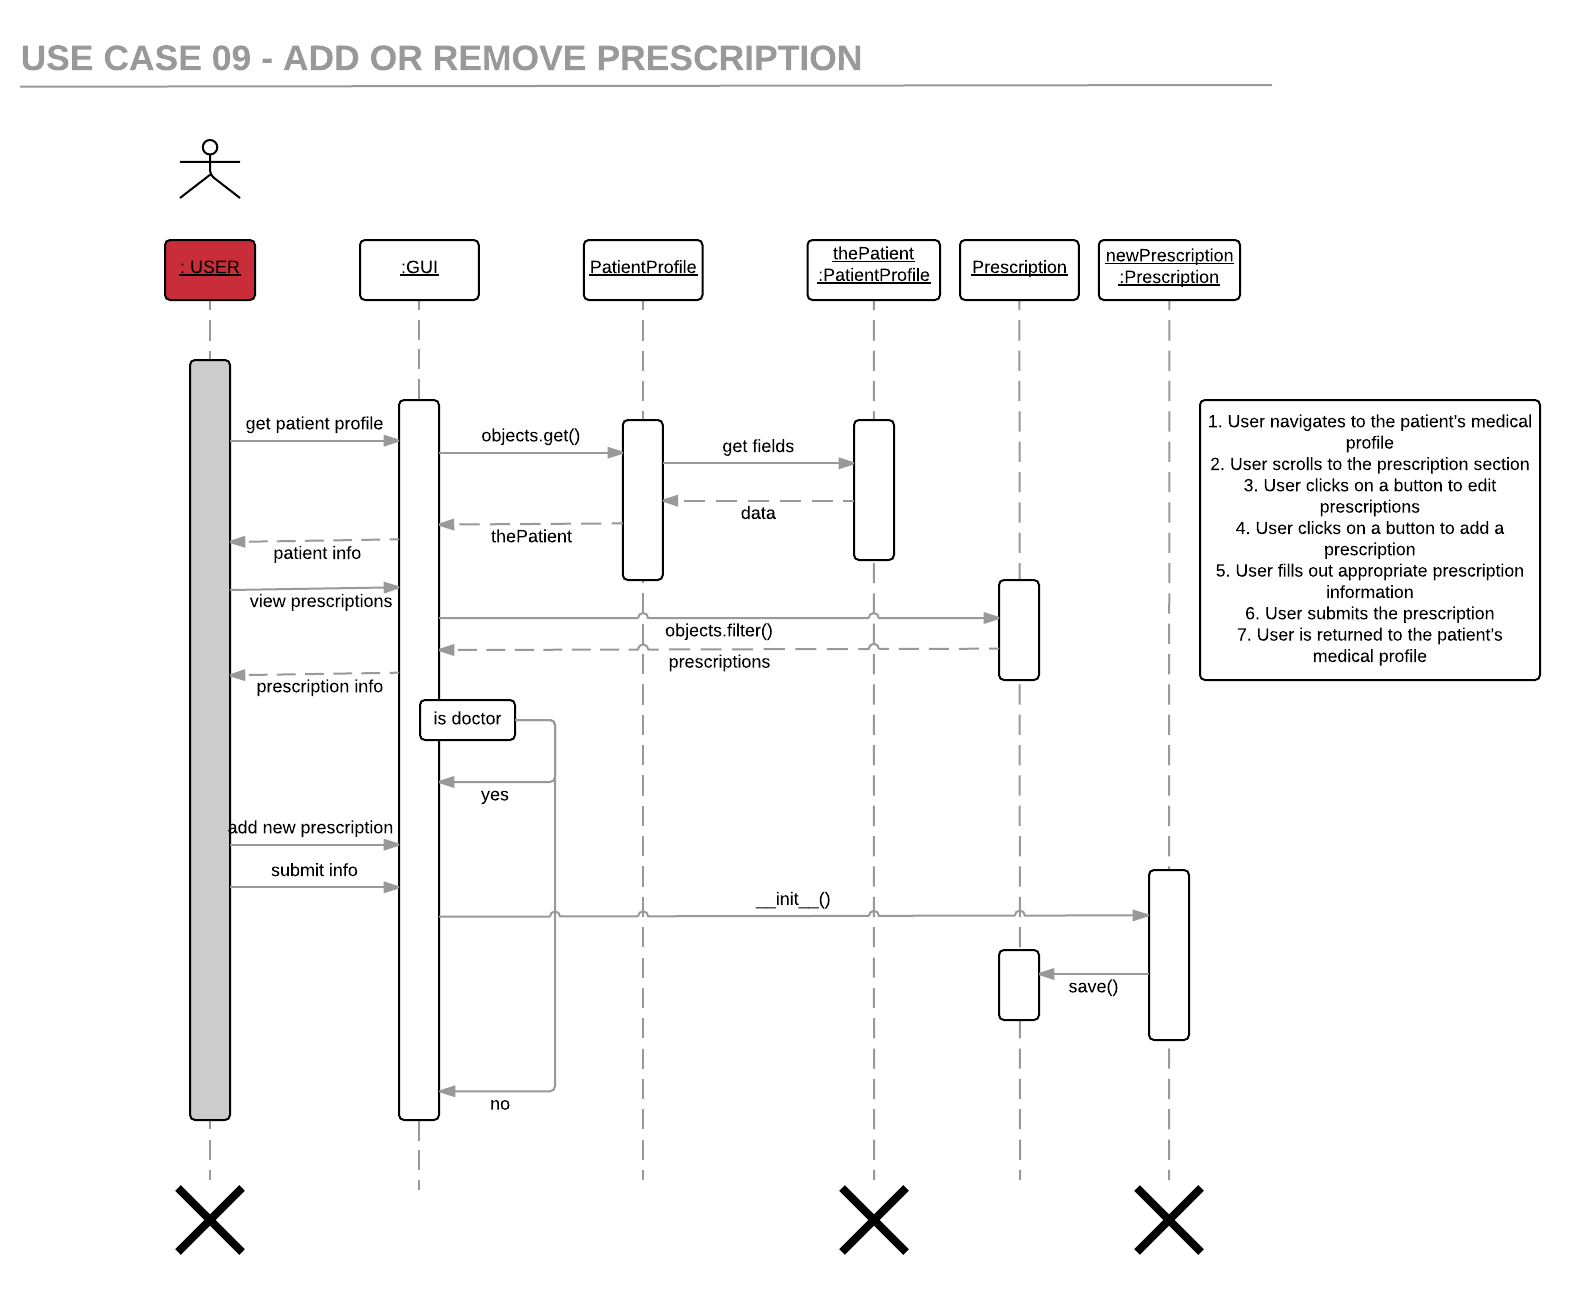 USE CASE 09 - ADD OR REMOVE PRESCRIPTION
: USER
:GUI
PatientProfile
thePatient
:PatientProfile
Prescription
newPrescription
:Prescription
get patient profile
objects.get()
get fields
data
thePatient
patient info
view prescriptions
objects.filter()
prescriptions
prescription info
is doctor
yes
add new prescription
submit info
__init__()
save()
no
1. User navigates to the patient's medical
profile
2. User scrolls to the prescription section
3. User clicks on a button to edit
prescriptions
4. User clicks on a button to add a
prescription
5. User fills out appropriate prescription
information
6. User submits the prescription
7. User is returned to the patient's
medical profile